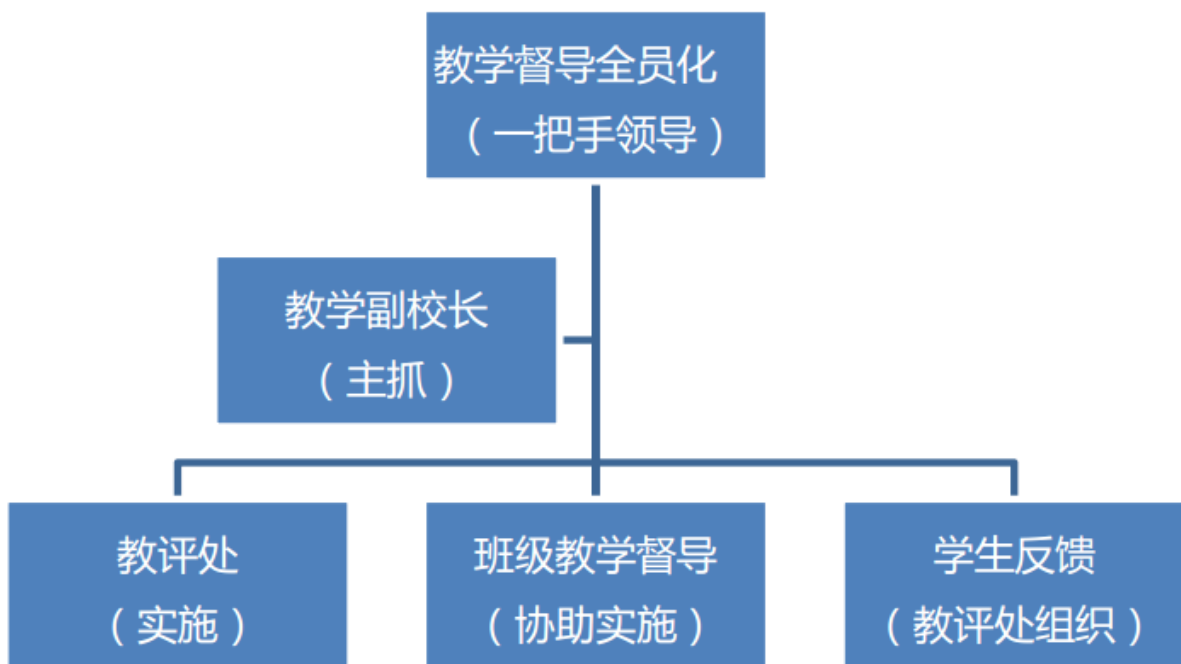 教学督导全员化
（一把手领导）
教学副校长
（主抓）
教评处
（实施）
班级教学督导
（协助实施）
学生反馈
（教评处组织）